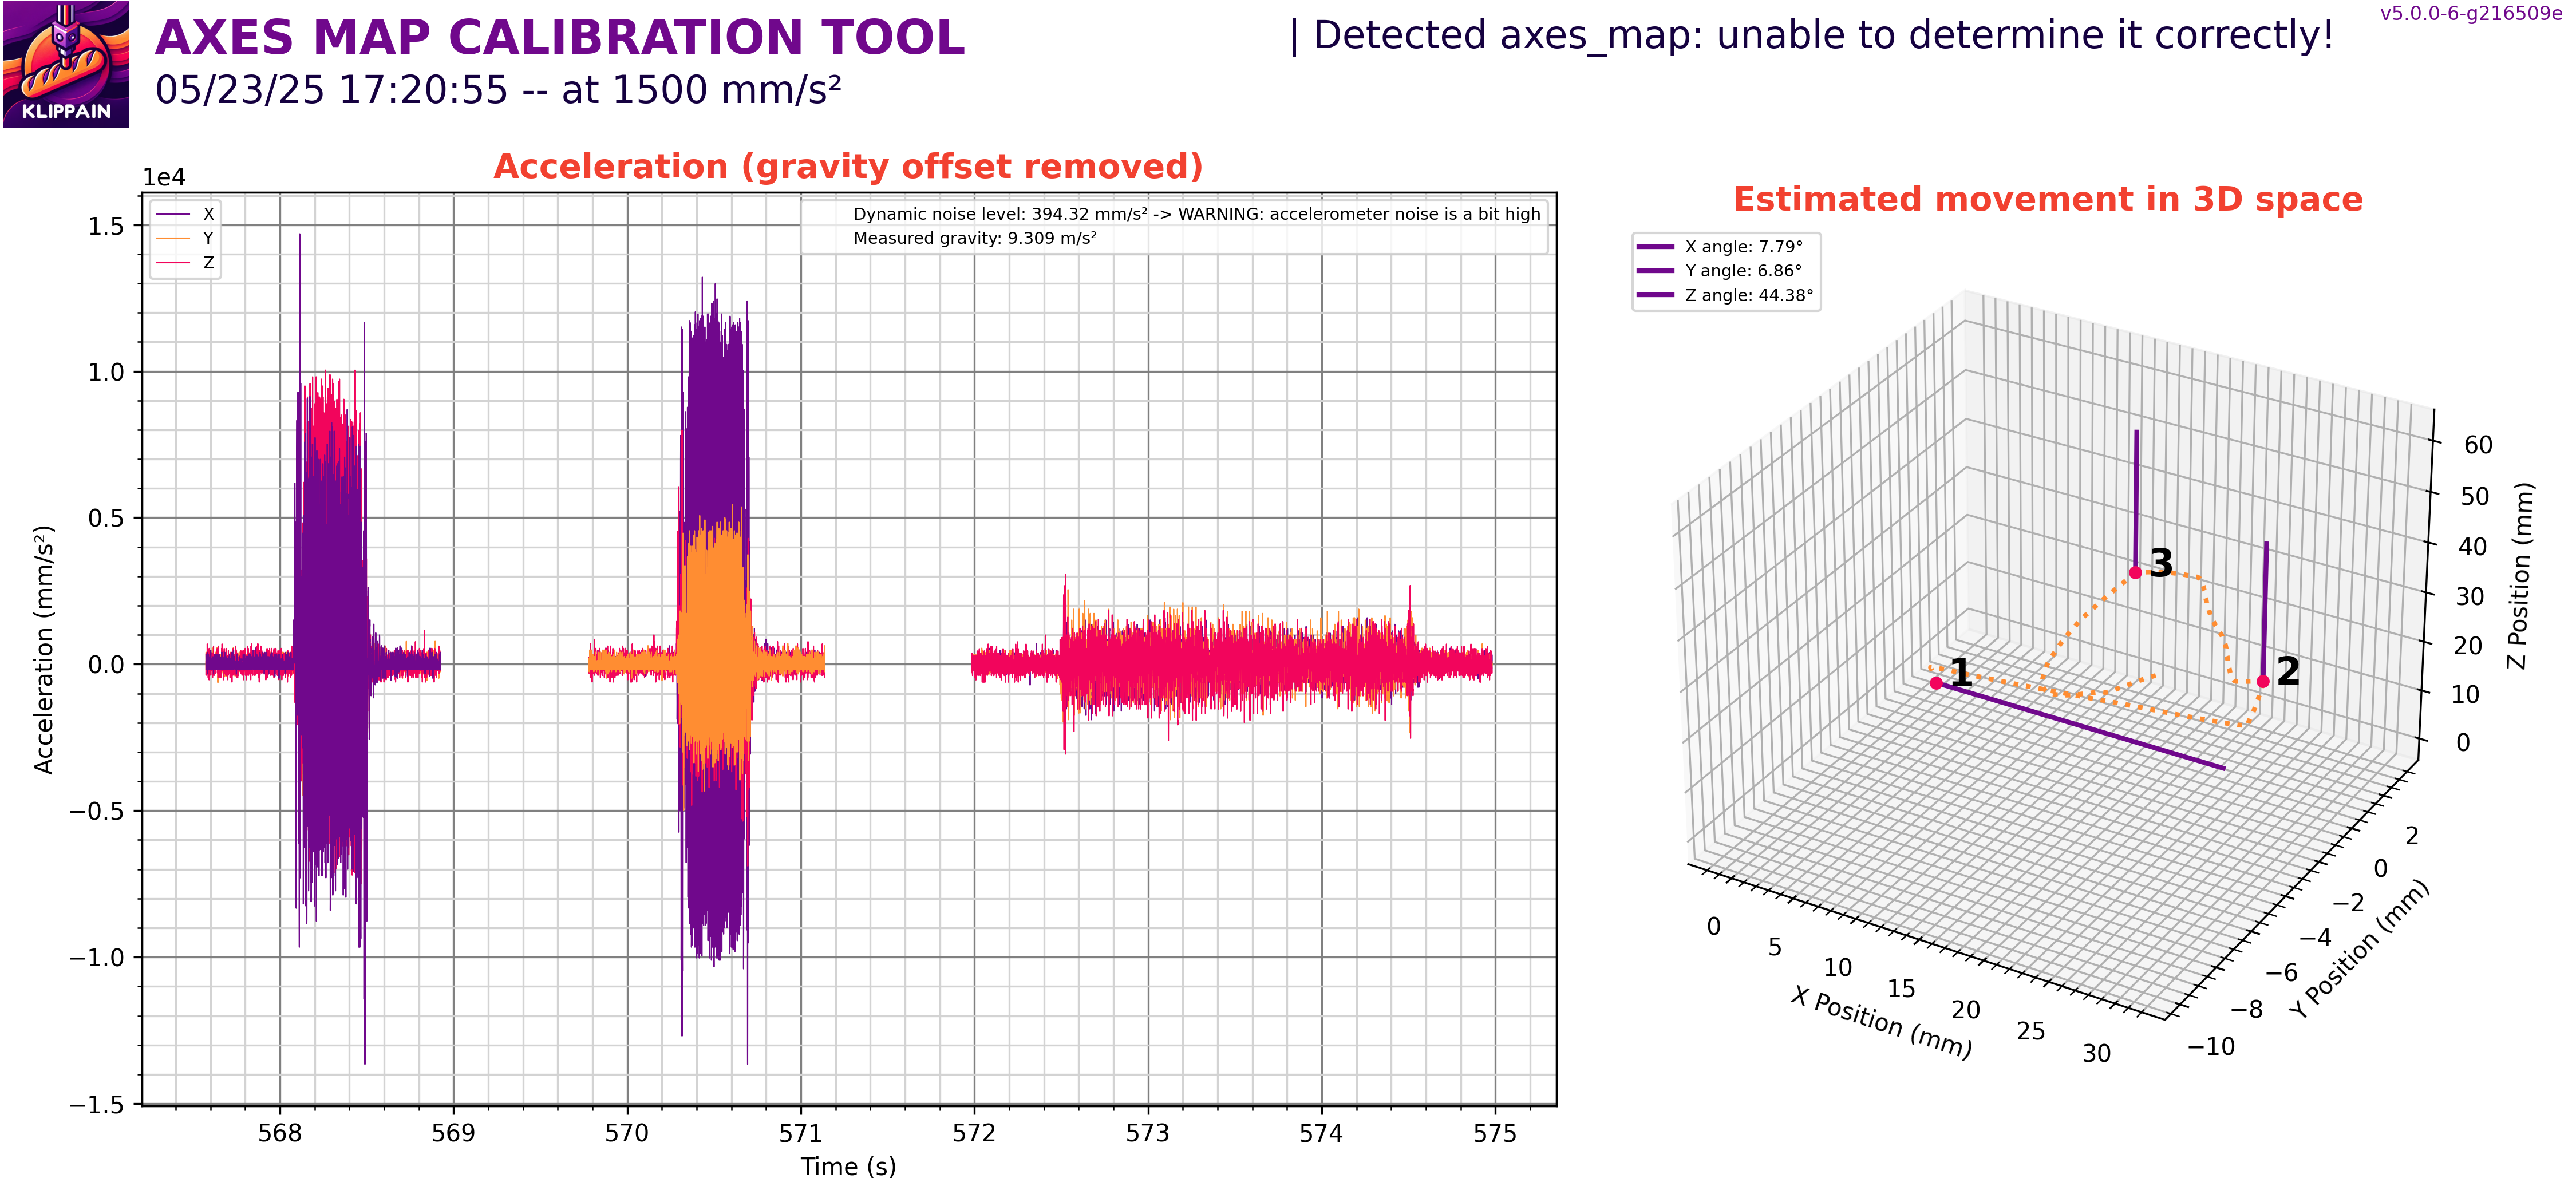 AXES MAP CALIBRATION TOOL
05/23/25 17:20:55 -- at 1500 mm/s²
| Detected axes_map: unable to determine it correctly!
v5.0.0-6-g216509e
KLIPPAIN
Acceleration (gravity offset removed)
1e4
X
Y
Z
Dynamic noise level: 394.32 mm/s² -> WARNING: accelerometer noise is a bit high
Measured gravity: 9.309 m/s²
1.5
1.0
0.5
0.0
−0.5
−1.0
−1.5
Acceleration (mm/s²)
568 569 570 571 572 573 574 575
Time (s)
Estimated movement in 3D space
X angle: 7.79°
Y angle: 6.86°
Z angle: 44.38°
1
2
3
60
50
40
30
20
10
0
Z Position (mm)
2
0
−2
−4
−6
−8
−10
Y Position (mm)
0
5
10
15
20
25
30
X Position (mm)